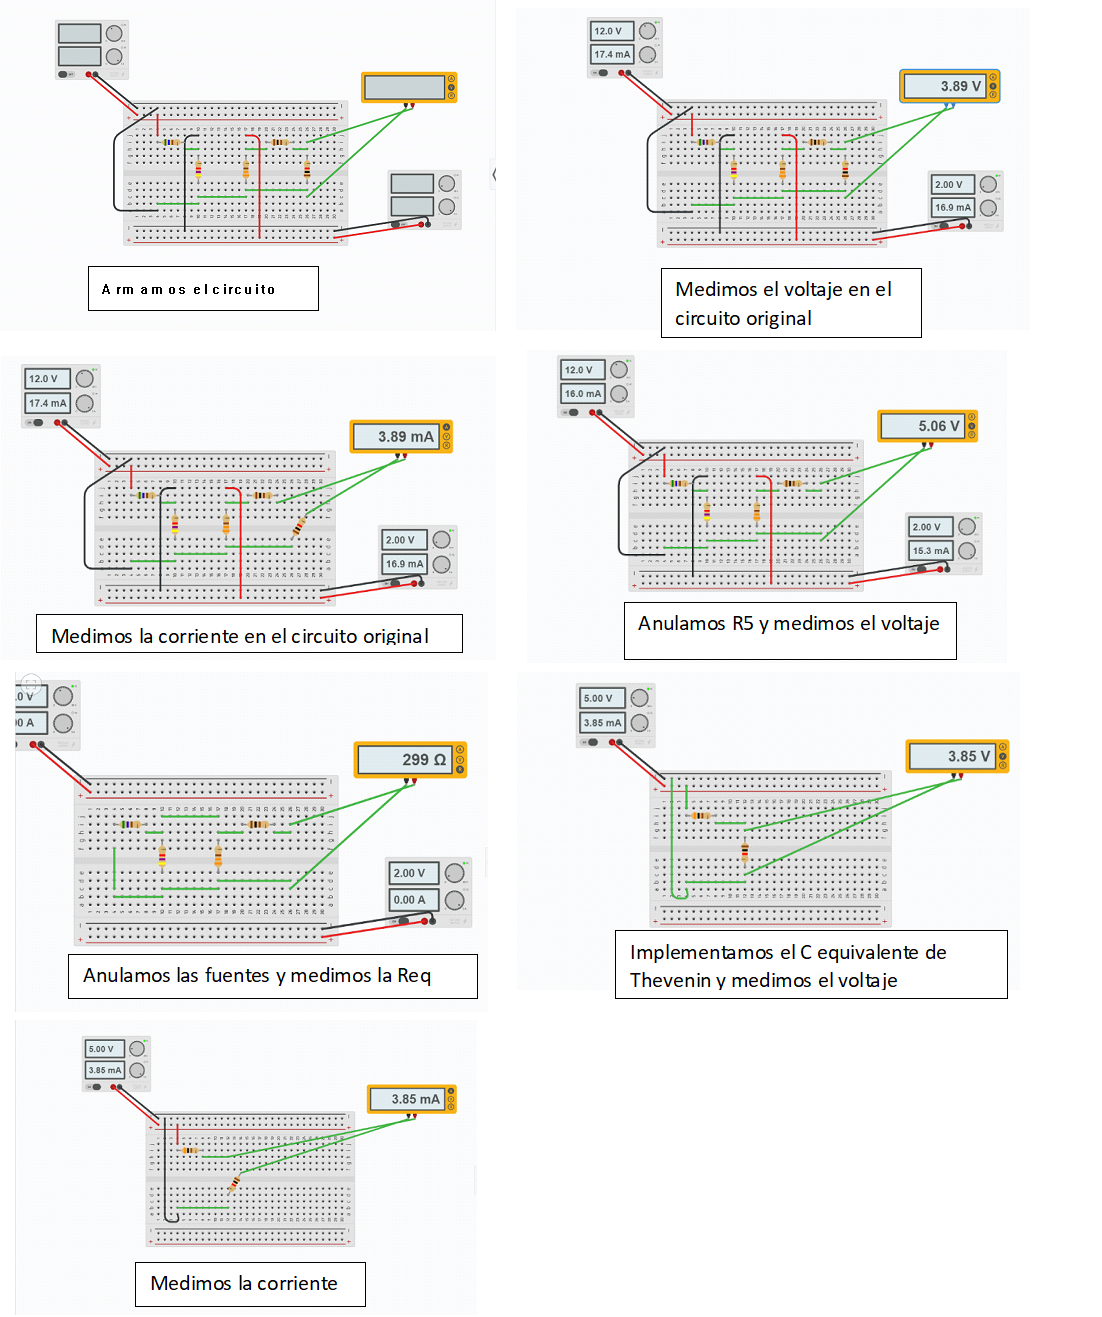 Armamos el circuito
12.0 V
17.4 mA
3.89 V
2.00 V
16.9 mA
Medimos el voltaje en el
circuito original
12.0 V
17.4 mA
3.89 mA
2.00 V
16.9 mA
Medimos la corriente en el circuito original
12.0 V
16.0 mA
5.06 V
2.00 V
15.3 mA
Anulamos R5 y medimos el voltaje
.0 V
00 A
299 Ω
2.00 V
0.00 A
Anulamos las fuentes y medimos la Req
5.00 V
3.85 mA
3.85 V
Implementamos el C equivalente de
Thevenin y medimos el voltaje
5.00 V
3.85 mA
3.85 mA
Medimos la corriente